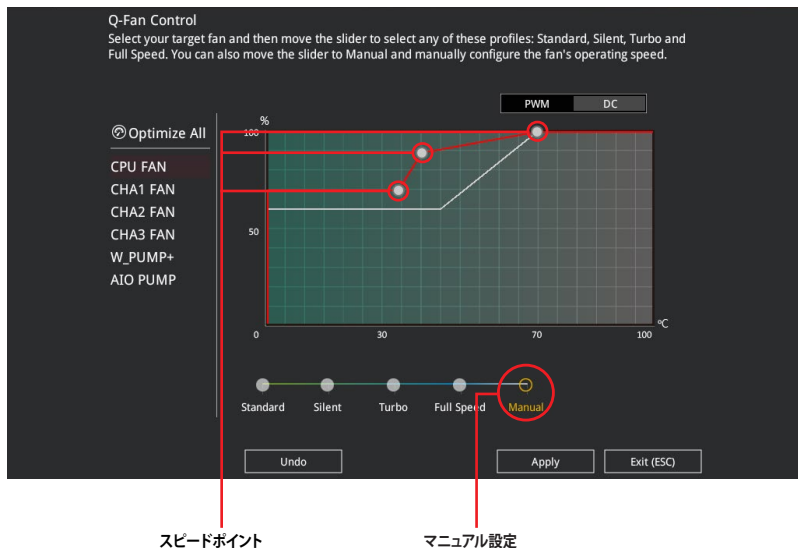 Q-Fan Control
Select your target fan and then move the slider to select any of these profiles: Standard, Silent, Turbo and
Full Speed. You can also move the slider to Manual and manually configure the fan's operating speed.
PWM DC
Optimize All
CPU FAN
CHA1 FAN
CHA2 FAN
CHA3 FAN
W_PUMP+
AIO PUMP
%
100
50
0 30 70 100
ºC
Standard Silent Turbo Full Speed Manual
Undo Apply Exit (ESC)
スピードポイント マニュアル設定